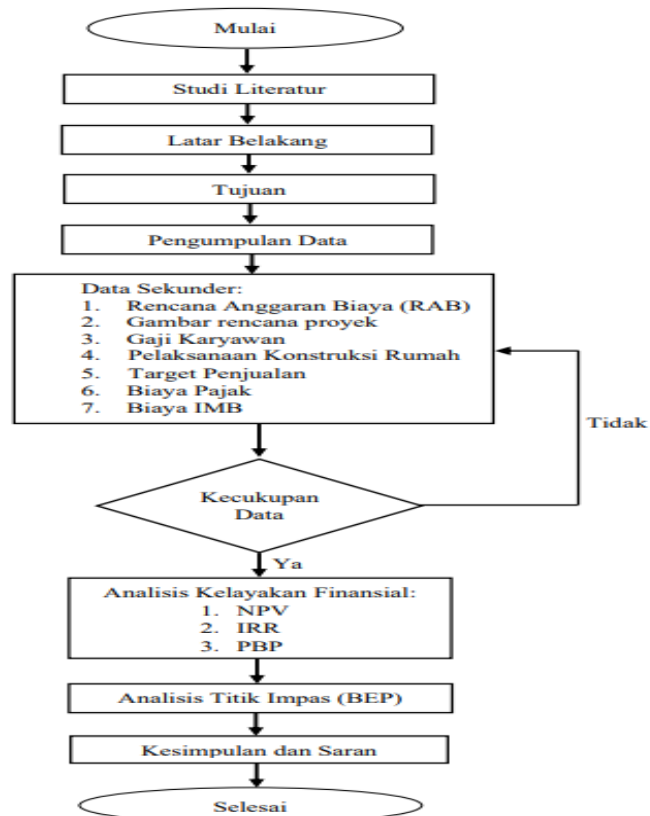 Mulai
Studi Literatur
Latar Belakang
Tujuan
Pengumpulan Data
Data Sekunder:
1. Rencana Anggaran Biaya (RAB)
2. Gambar rencana proyek
3. Gaji Karyawan
4. Pelaksanaan Konstruksi Rumah
5. Target Penjualan
6. Biaya Pajak
7. Biaya IMB
Tidak
Kecukupan
Data
Ya
Analisis Kelayakan Finansial:
1. NPV
2. IRR
3. PBP
Analisis Titik Impas (BEP)
Kesimpulan dan Saran
Selesai